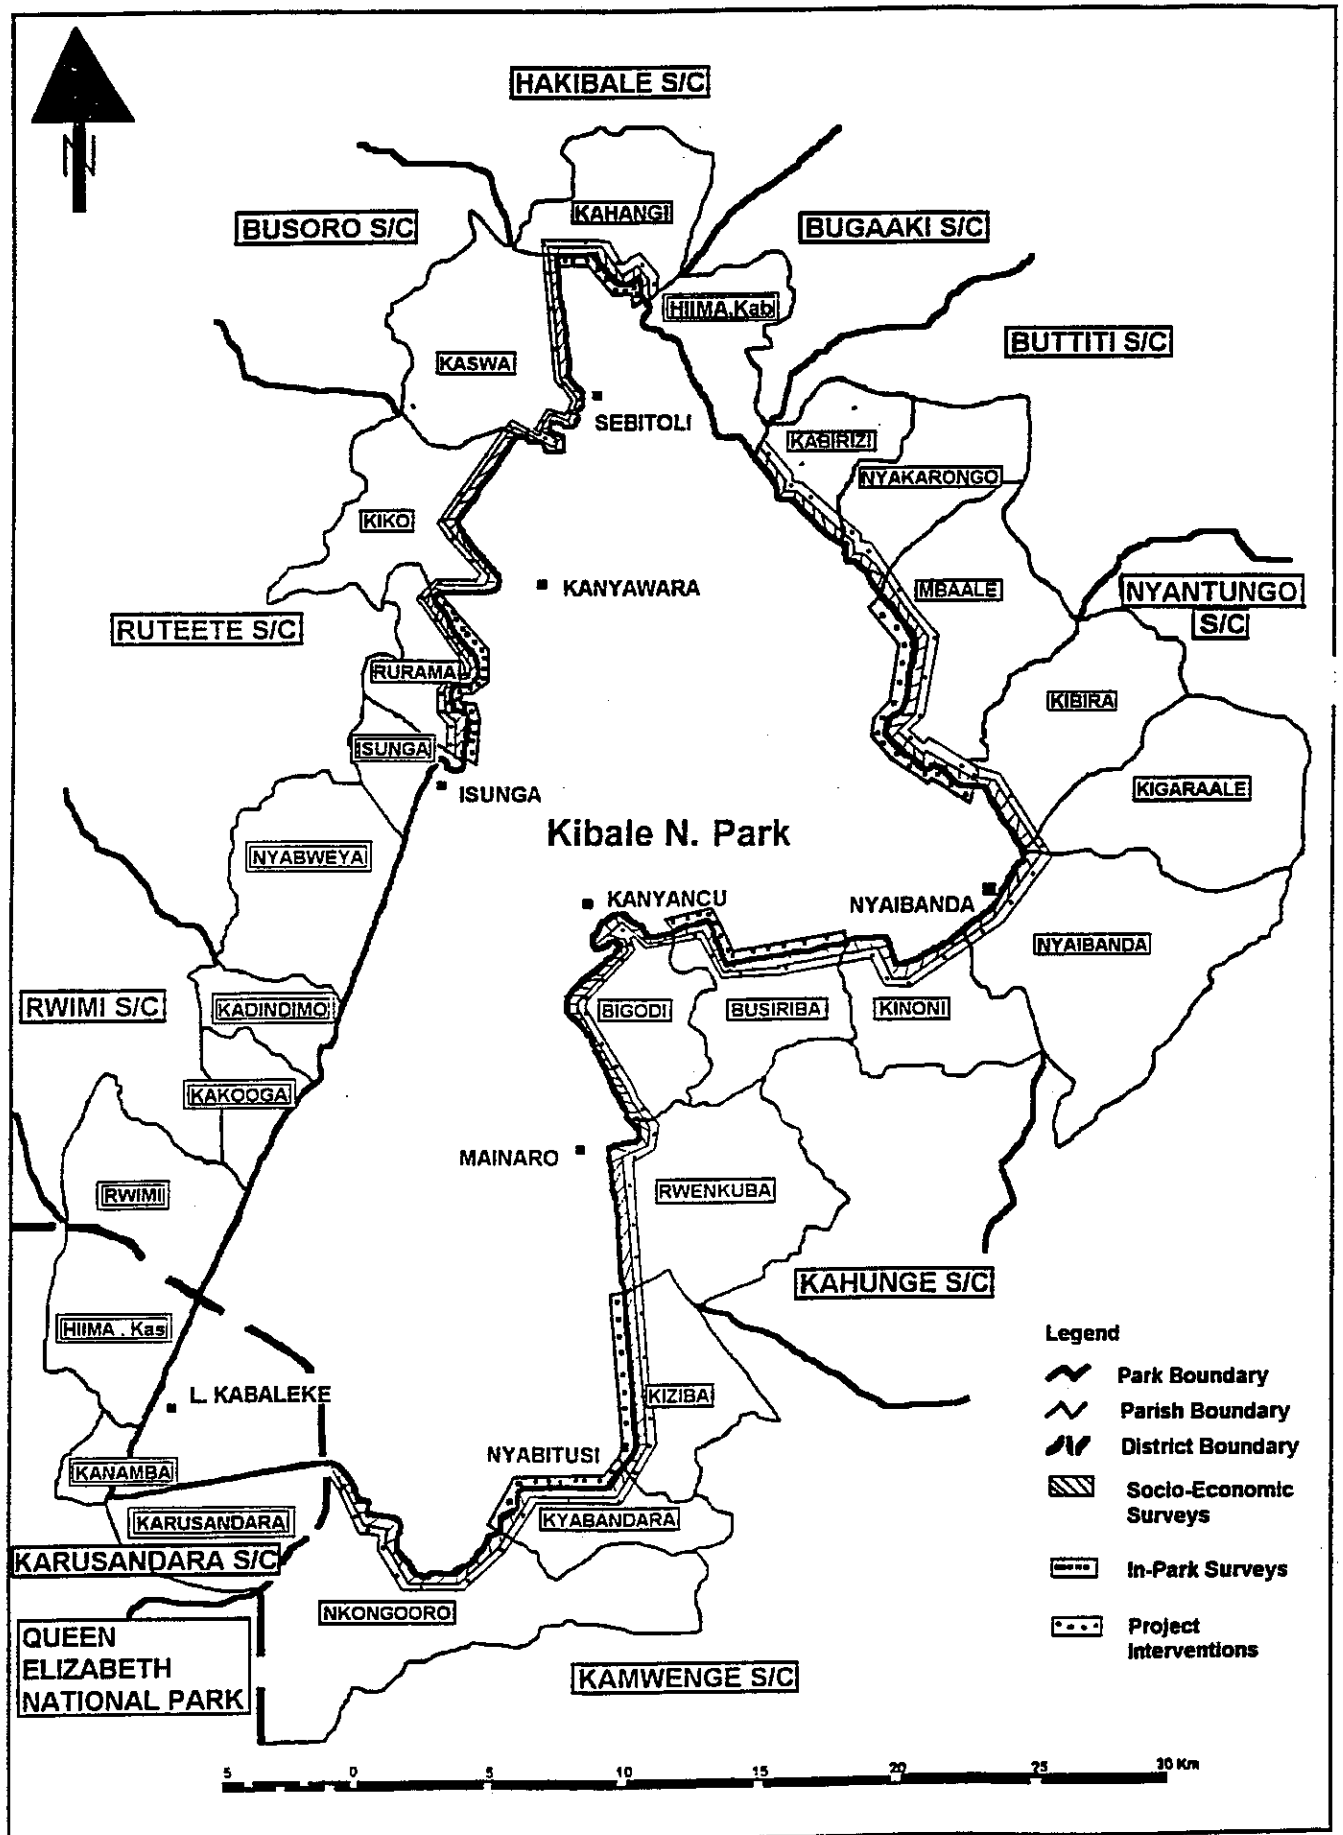 N
HAKIBALE S/C
KAHANGI
BUSORO S/C
BUGAAKI S/C
HIIMA.Kab
BUTTITI S/C
KASWA
SEBITOLI
KABIRIZI
NYAKARONGO
KIKO
KANYAWARA
MBAALE
NYANTUNGO
S/C
RUTEETE S/C
RURAMA
KIBIRA
ISUNGA
ISUNGA
KIGARAALE
Kibale N. Park
NYABWEYA
KANYANCU
NYAIBANDA
NYAIBANDA
RWIMI S/C
KADINDIMO
BIGODI
BUSIRIBA
KINONI
KAKOOGA
MAINARO
RWIMI
RWENKUBA
KAHUNGE S/C
HIIMA . Kas
L. KABALEKE
KIZIBA
NYABITUSI
KANAMBA
KARUSANDARA
KYABANDARA
KARUSANDARA S/C
NKONGOORO
QUEEN
ELIZABETH
NATIONAL PARK
KAMWENGE S/C
Legend
Park Boundary
Parish Boundary
District Boundary
Socio-Economic
Surveys
In-Park Surveys
Project
Interventions
5 0 5 10 15 20 25 30 Km